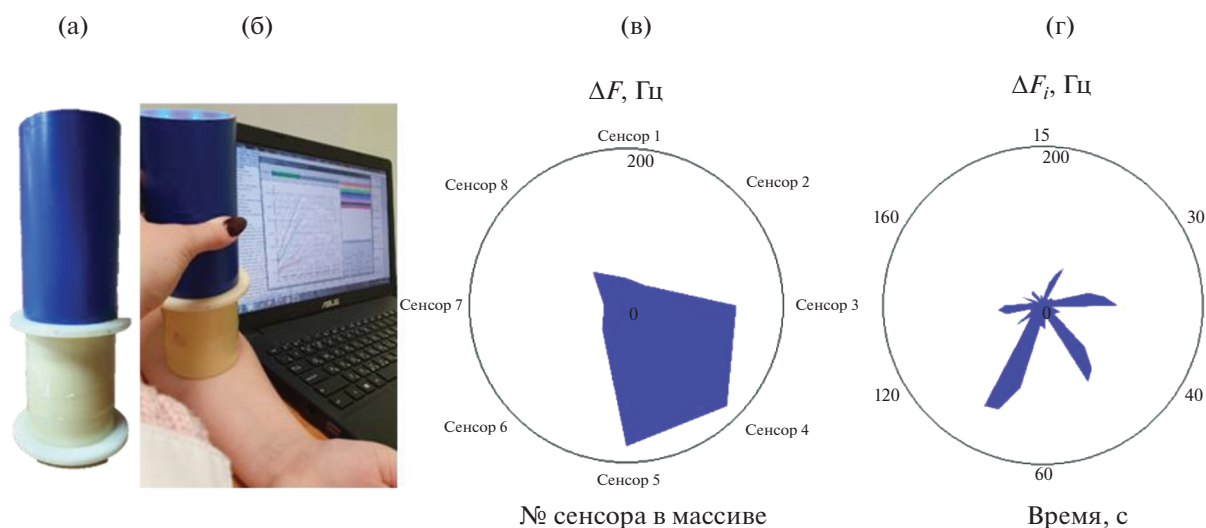 (а)
(б)
(в)
(г)
ΔF, Гц
Сенсор 1
200
Сенсор 2
Сенсор 3
Сенсор 4
Сенсор 5
Сенсор 6
Сенсор 7
Сенсор 8
0
№ сенсора в массиве
ΔFᵢ, Гц
15
200
30
40
60
120
160
0
Время, с
ASUS